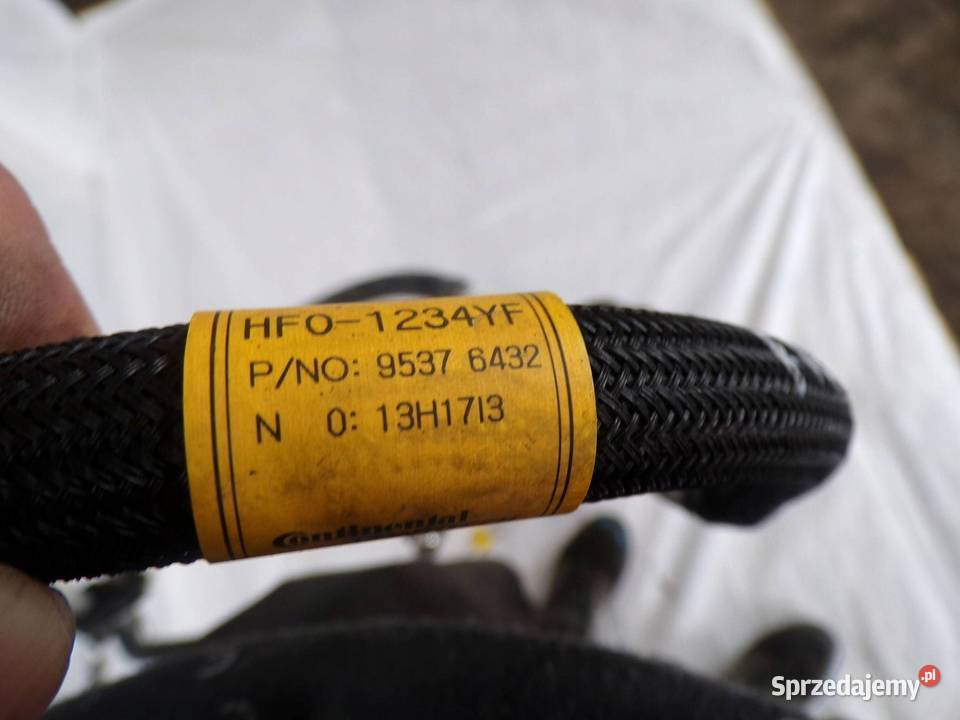 HFO-1234YF
P/NO: 9537 6432
N 0: 13H17I3
Continental
Sprzedajemy.pl